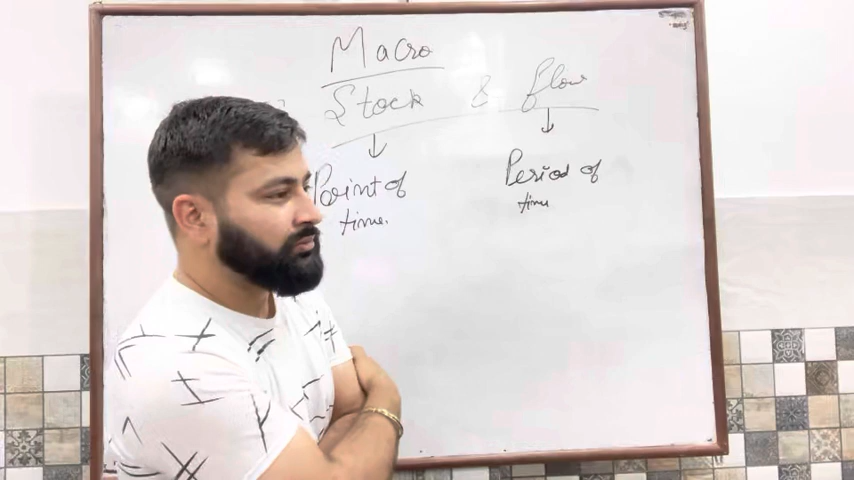 Macro
Stock & flow
↓ ↓
Point of
time.
Period of
time